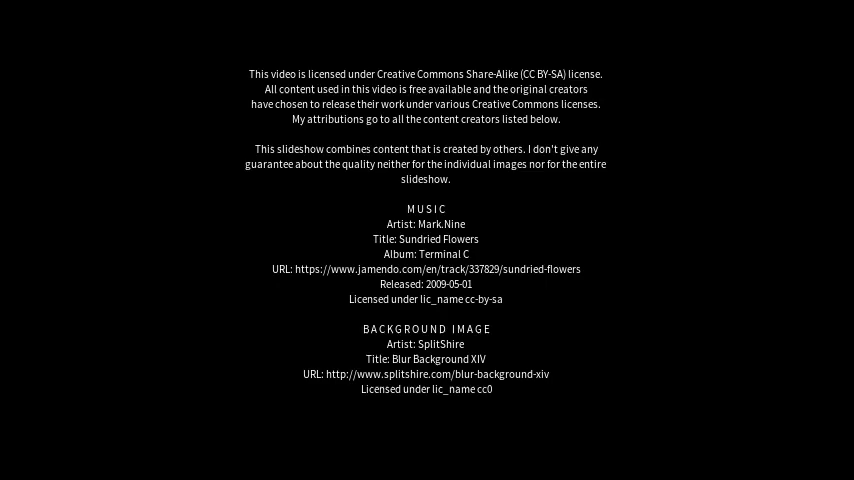 This video is licensed under Creative Commons Share-Alike (CC BY-SA) license.
All content used in this video is free available and the original creators
have chosen to release their work under various Creative Commons licenses.
My attributions go to all the content creators listed below.
This slideshow combines content that is created by others. I don't give any
guarantee about the quality neither for the individual images nor for the entire
slideshow.
MUSIC
Artist: Mark.Nine
Title: Sundried Flowers
Album: Terminal C
URL: https://www.jamendo.com/en/track/337829/sundried-flowers
Released: 2009-05-01
Licensed under lic_name cc-by-sa
BACKGROUND IMAGE
Artist: SplitShire
Title: Blur Background XIV
URL: http://www.splitshire.com/blur-background-xiv
Licensed under lic_name cc0